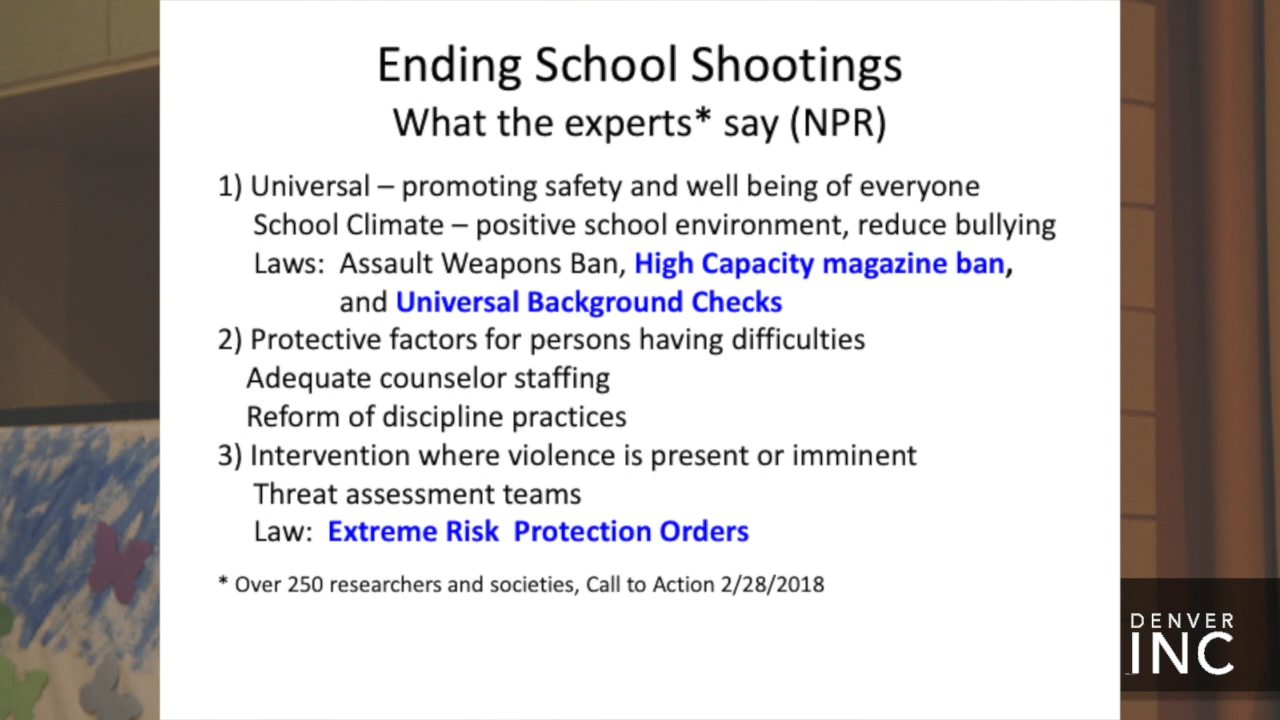 Ending School Shootings
What the experts* say (NPR)
1) Universal – promoting safety and well being of everyone
School Climate – positive school environment, reduce bullying
Laws: Assault Weapons Ban, High Capacity magazine ban,
and Universal Background Checks
2) Protective factors for persons having difficulties
Adequate counselor staffing
Reform of discipline practices
3) Intervention where violence is present or imminent
Threat assessment teams
Law: Extreme Risk Protection Orders
* Over 250 researchers and societies, Call to Action 2/28/2018
DENVER
INC